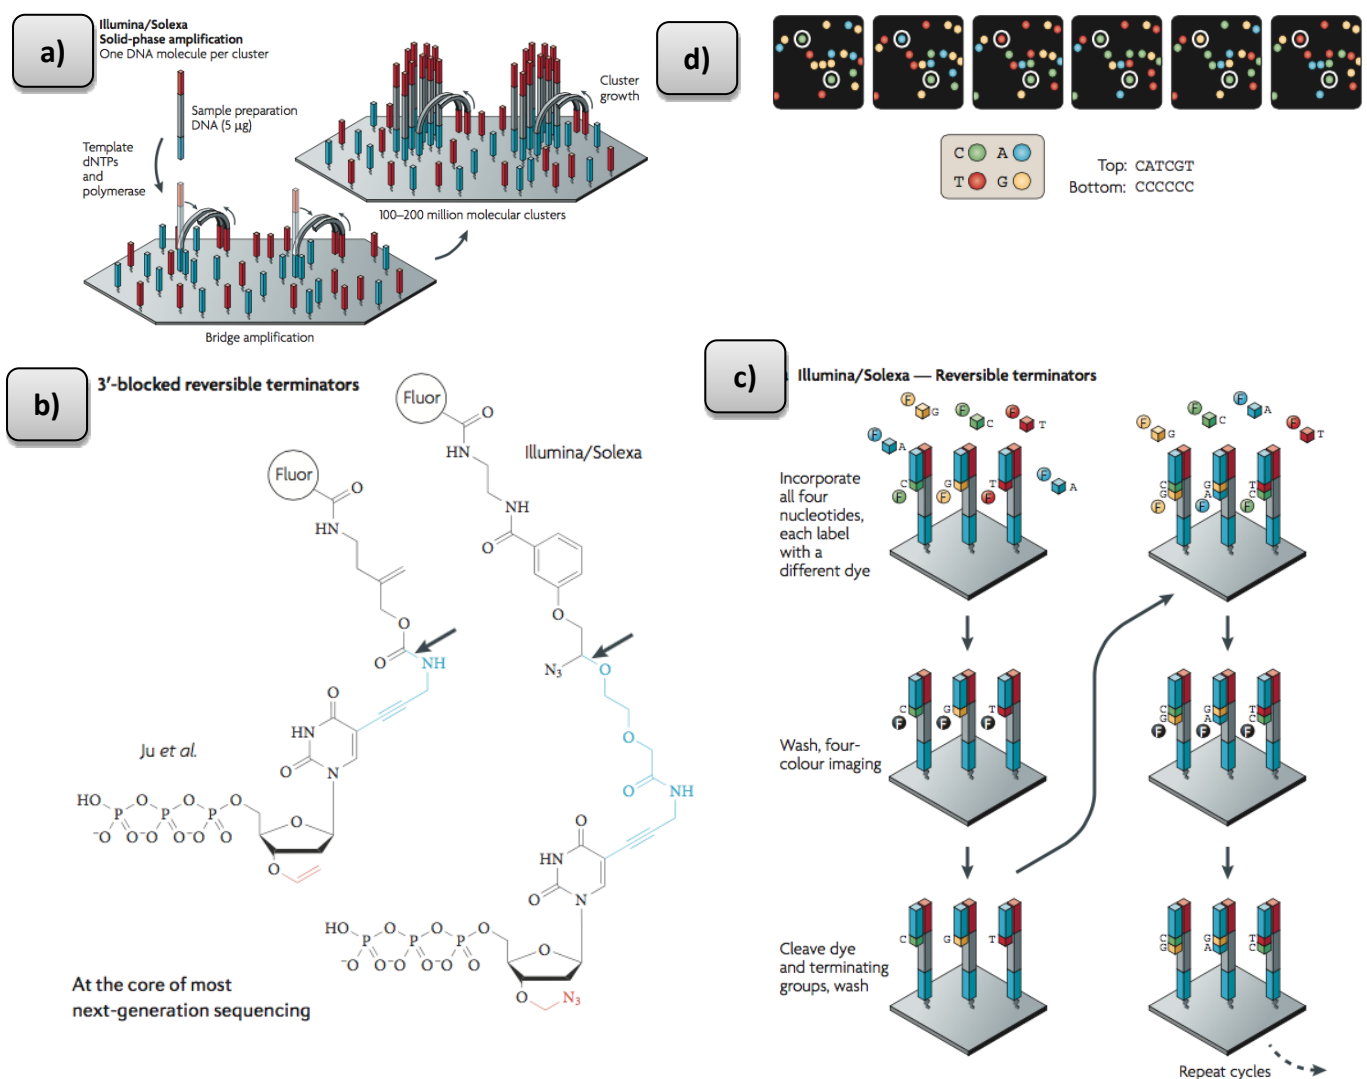 a)
Illumina/Solexa
Solid-phase amplification
One DNA molecule per cluster
Sample preparation
DNA (5 µg)
Template
dNTPs
and
polymerase
Cluster
growth
100–200 million molecular clusters
Bridge amplification
d)
C A
T G
Top: CATCGT
Bottom: CCCCCC
b)
3′-blocked reversible terminators
Fluor
O
HN
Illumina/Solexa
Fluor
O
HN
NH
O
O
O
O
NH
N₃
O
O
O
NH
O
HN
O
N
Ju et al.
HO P O P O P O
⁻O O ⁻O O ⁻O O
O
O
O
HN
O
N
HO P O P O P O
⁻O O ⁻O O ⁻O O
O
O N₃
At the core of most
next-generation sequencing
c)
Illumina/Solexa — Reversible terminators
F G F C F T
F A
F A
C G T
F F F
Incorporate
all four
nucleotides,
each label
with a
different dye
F G F C F A F T
C G T
G A C
F F F
Wash, four-
colour imaging
C G T
F F F
C G T
G A C
F F F
Cleave dye
and terminating
groups, wash
C G T
C G T
G A C
Repeat cycles